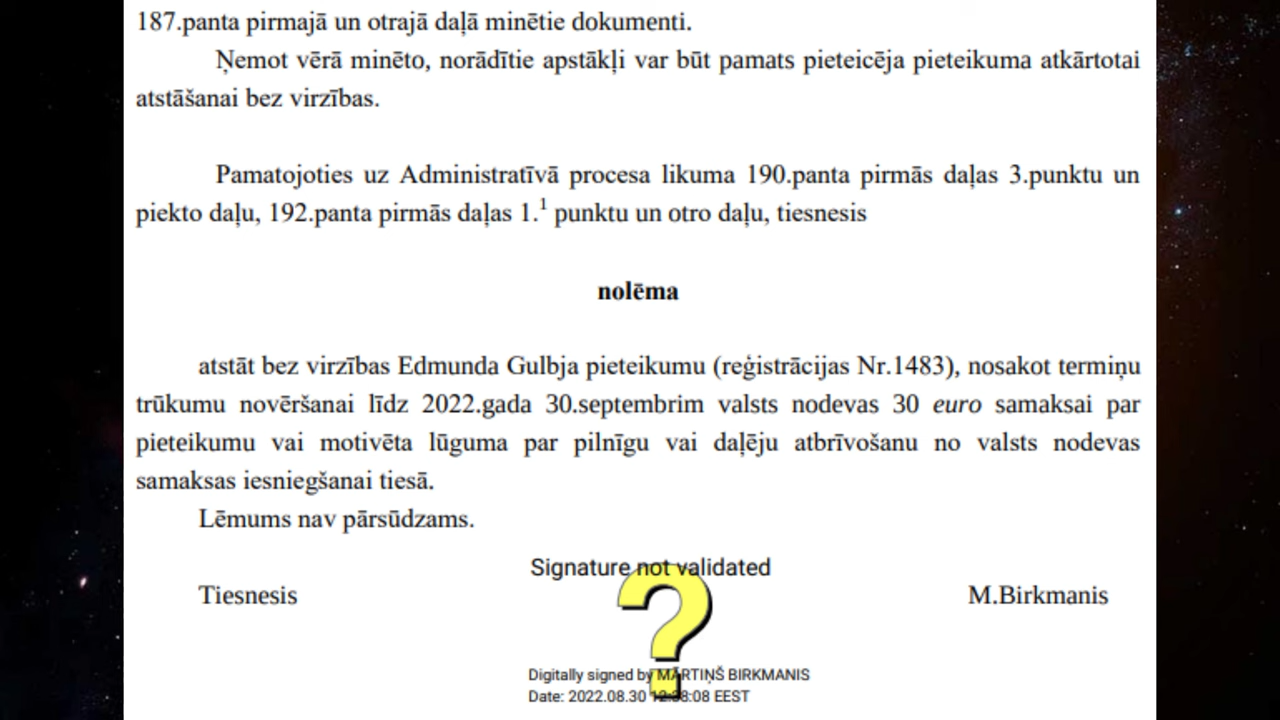 187.panta pirmajā un otrajā daļā minētie dokumenti.
Ņemot vērā minēto, norādītie apstākļi var būt pamats pieteicēja pieteikuma atkārtotai
atstāšanai bez virzības.
Pamatojoties uz Administratīvā procesa likuma 190.panta pirmās daļas 3.punktu un
piekto daļu, 192.panta pirmās daļas 1.¹ punktu un otro daļu, tiesnesis
nolēma
atstāt bez virzības Edmunda Gulbja pieteikumu (reģistrācijas Nr.1483), nosakot termiņu
trūkumu novēršanai līdz 2022.gada 30.septembrim valsts nodevas 30 euro samaksai par
pieteikumu vai motivēta lūguma par pilnīgu vai daļēju atbrīvošanu no valsts nodevas
samaksas iesniegšanai tiesā.
Lēmums nav pārsūdzams.
Signature not validated
Tiesnesis M.Birkmanis
?
Digitally signed by MĀRTIŅŠ BIRKMANIS
Date: 2022.08.30 EEST